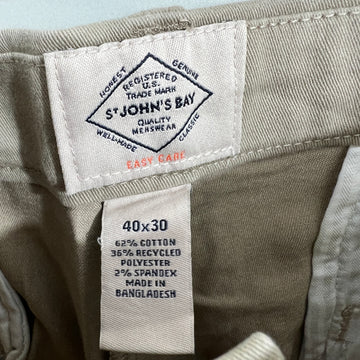 HONEST
GENUINE
REGISTERED
U.S.
TRADE MARK
ST JOHN'S BAY
QUALITY
MENSWEAR
WELL-MADE
CLASSIC
EASY CARE
40x30
62% COTTON
36% RECYCLED
POLYESTER
2% SPANDEX
MADE IN
BANGLADESH